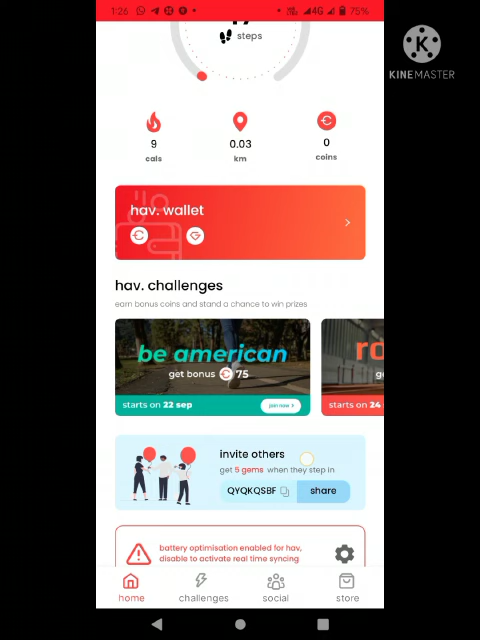 1:26
4G
75%
K
KINEMASTER
steps
9
cals
0.03
km
0
coins
hav. wallet
hav. challenges
earn bonus coins and stand a chance to win prizes
be american
get bonus 75
starts on 22 sep
join now >
ro
starts on 24
invite others
get 5 gems when they step in
QYQKQSBF
share
battery optimisation enabled for hav,
disable to activate real time syncing
home
challenges
social
store